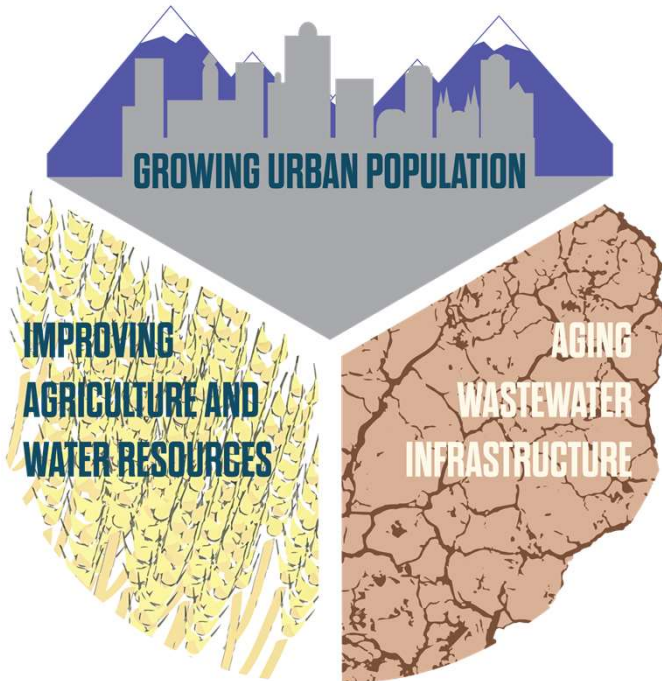 GROWING URBAN POPULATION
IMPROVING
AGRICULTURE AND
WATER RESOURCES
AGING
WASTEWATER
INFRASTRUCTURE